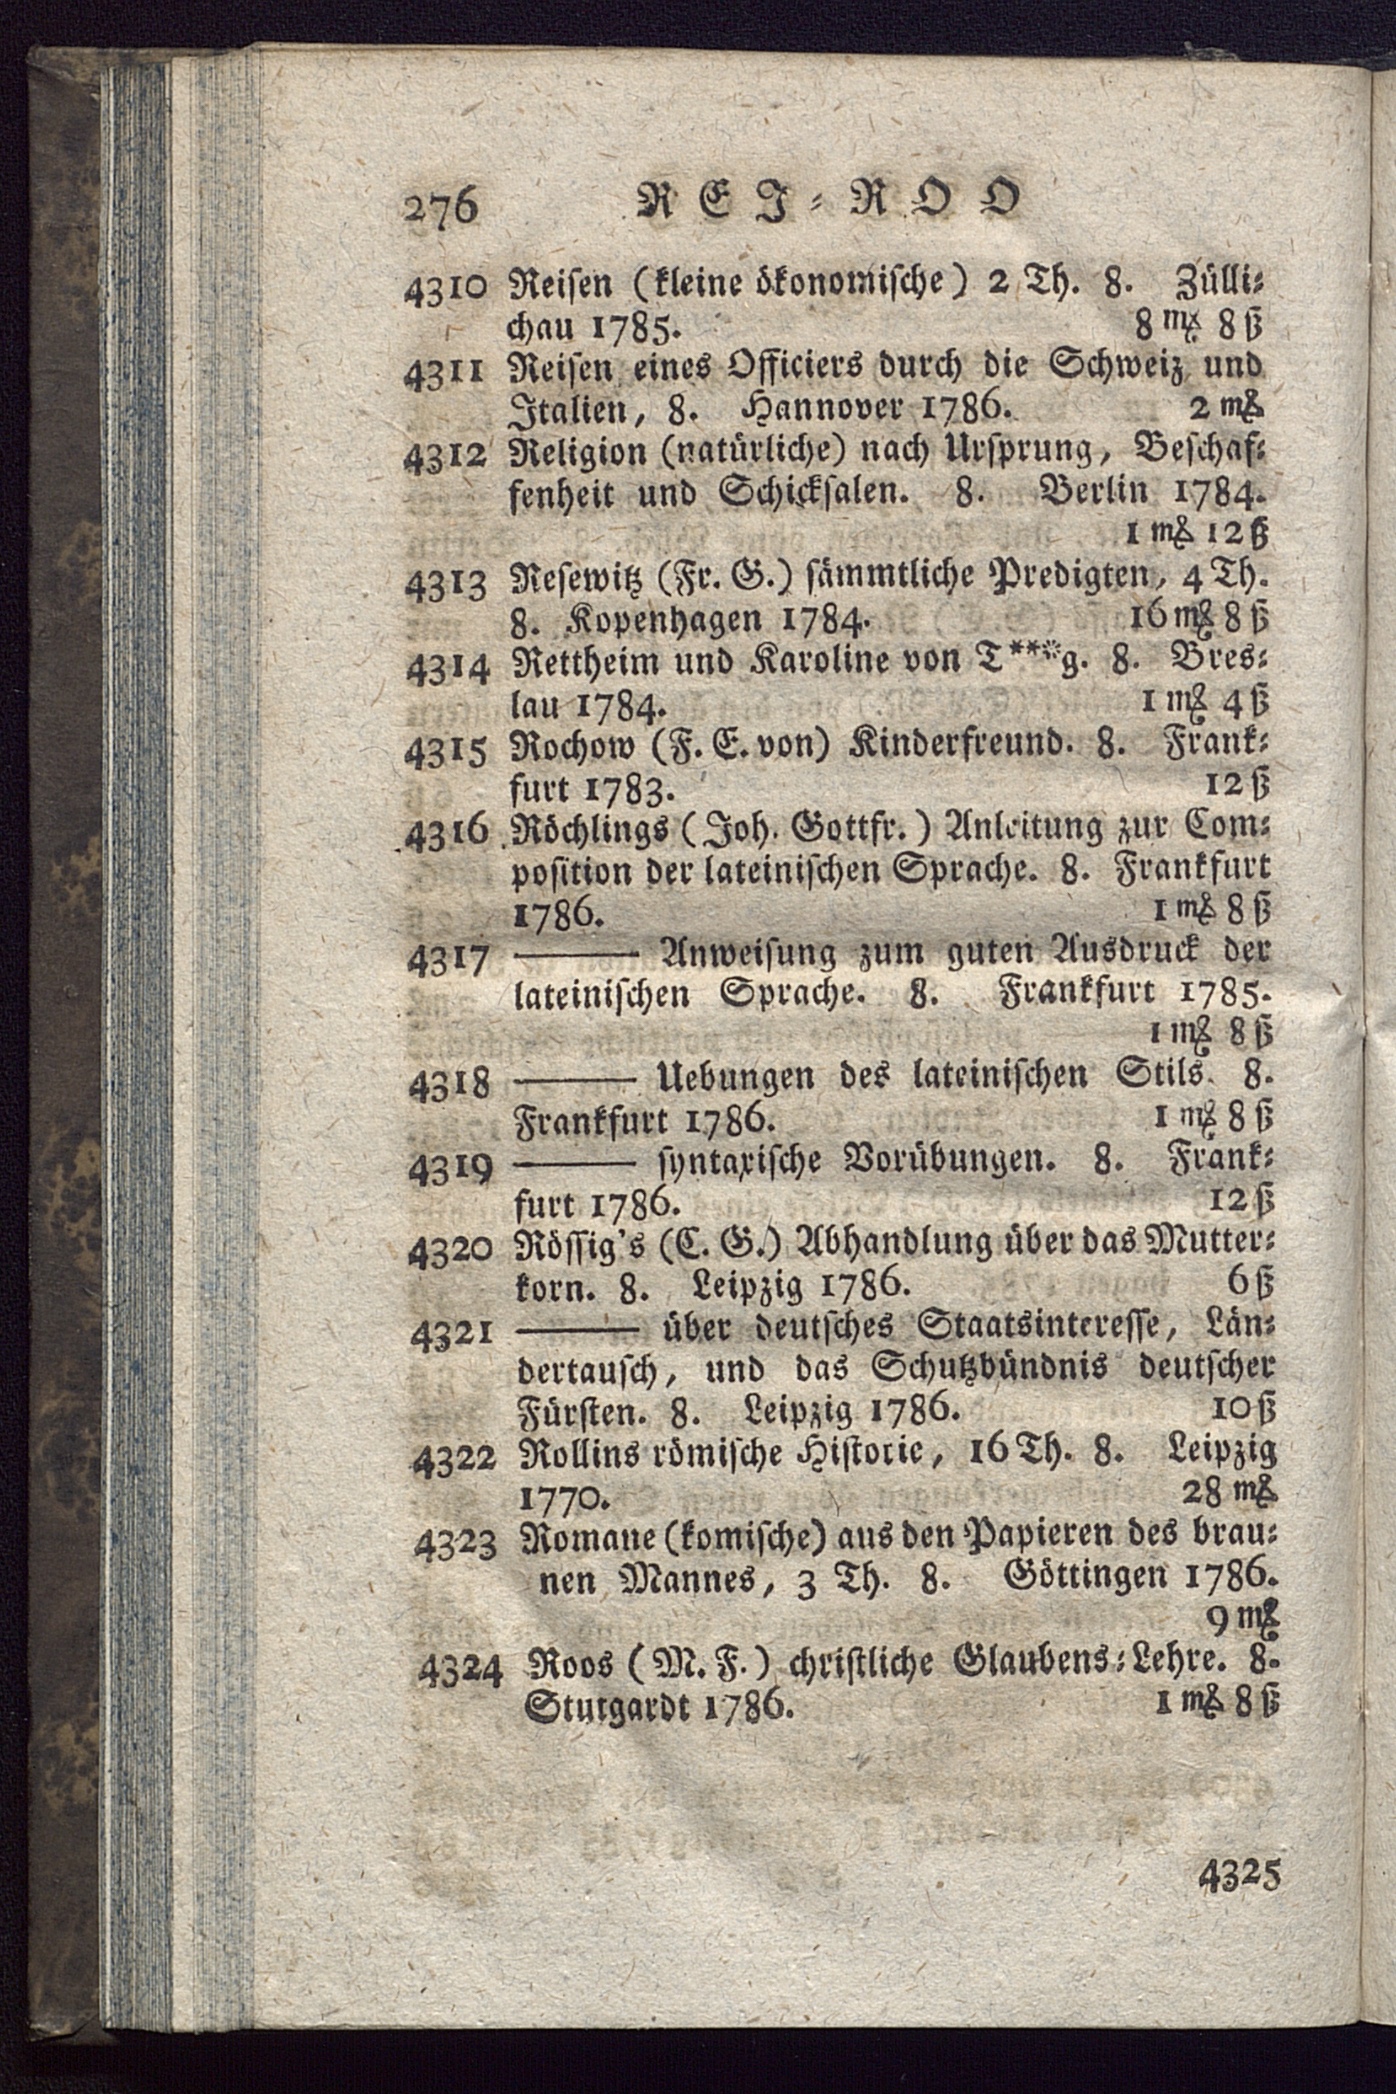 276 REJ-ROO
4310 Reisen (kleine ökonomische) 2 Th. 8. Zülli-
chau 1785. 8 mk 8 ß
4311 Reisen eines Officiers durch die Schweiz und
Italien, 8. Hannover 1786. 2 mk
4312 Religion (natürliche) nach Ursprung, Beschaf-
fenheit und Schicksalen. 8. Berlin 1784.
1 mk 12 ß
4313 Resewitz (Fr. G.) sämmtliche Predigten, 4 Th.
8. Kopenhagen 1784. 16 mk 8 ß
4314 Rettheim und Karoline von T***g. 8. Bres-
lau 1784. 1 mk 4 ß
4315 Rochow (F. E. von) Kinderfreund. 8. Frank-
furt 1783. 12 ß
4316 Röchlings (Joh. Gottfr.) Anleitung zur Com-
position der lateinischen Sprache. 8. Frankfurt
1786. 1 mk 8 ß
4317 ——— Anweisung zum guten Ausdruck der
lateinischen Sprache. 8. Frankfurt 1785.
1 mk 8 ß
4318 ——— Uebungen des lateinischen Stils. 8.
Frankfurt 1786. 1 mk 8 ß
4319 ——— syntaxische Vorübungen. 8. Frank-
furt 1786. 12 ß
4320 Rössig's (C. G.) Abhandlung über das Mutter-
korn. 8. Leipzig 1786. 6 ß
4321 ——— über deutsches Staatsinteresse, Län-
dertausch, und das Schutzbündnis deutscher
Fürsten. 8. Leipzig 1786. 10 ß
4322 Rollins römische Historie, 16 Th. 8. Leipzig
1770. 28 mk
4323 Romane (komische) aus den Papieren des brau-
nen Mannes, 3 Th. 8. Göttingen 1786.
9 mk
4324 Roos (M. F.) christliche Glaubens-Lehre. 8.
Stutgardt 1786. 1 mk 8 ß
4325